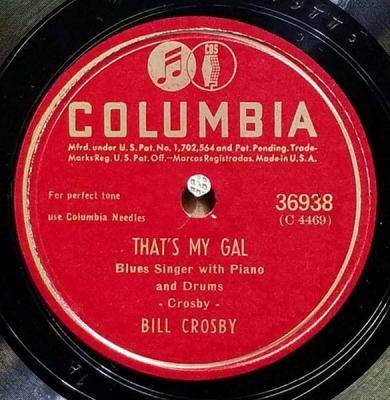 CBS
COLUMBIA
Mfrd. under U.S. Pat. No. 1,702,564 and Pat. Pending. Trade-
Marks Reg. U.S. Pat. Off.—Marcas Registradas. Made in U.S.A.
For perfect tone
use Columbia Needles
36938
(C 4469)
THAT'S MY GAL
Blues Singer with Piano
and Drums
- Crosby -
BILL CROSBY